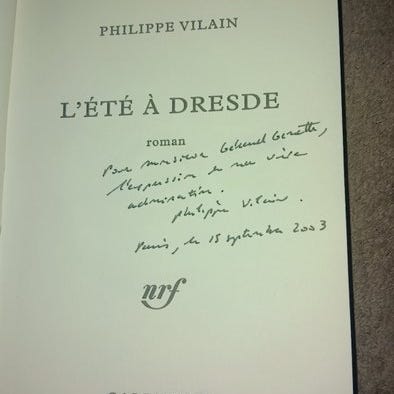 PHILIPPE VILAIN
L'ÉTÉ À DRESDE
roman
Pour monsieur Gérard Genette,
l'expression de ma vive
admiration.
Philippe Vilain.
Paris, le 15 septembre 2003
nrf